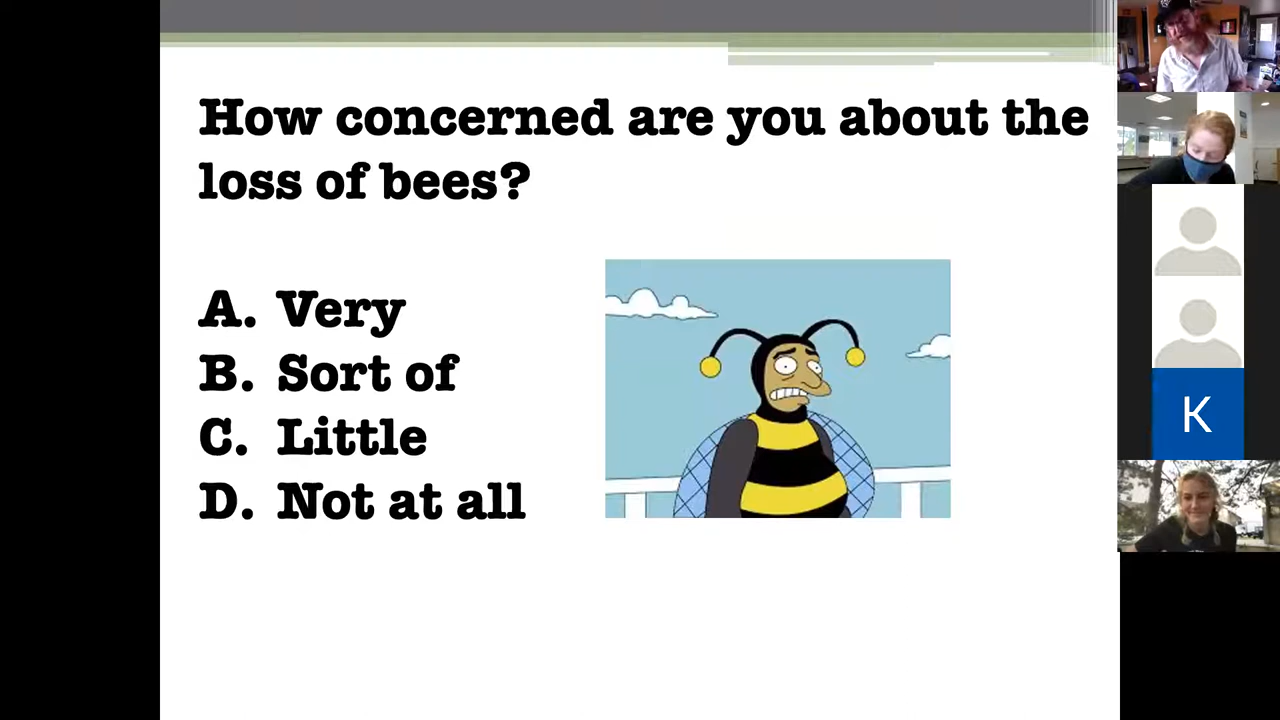 How concerned are you about the
loss of bees?
A. Very
B. Sort of
C. Little
D. Not at all
K